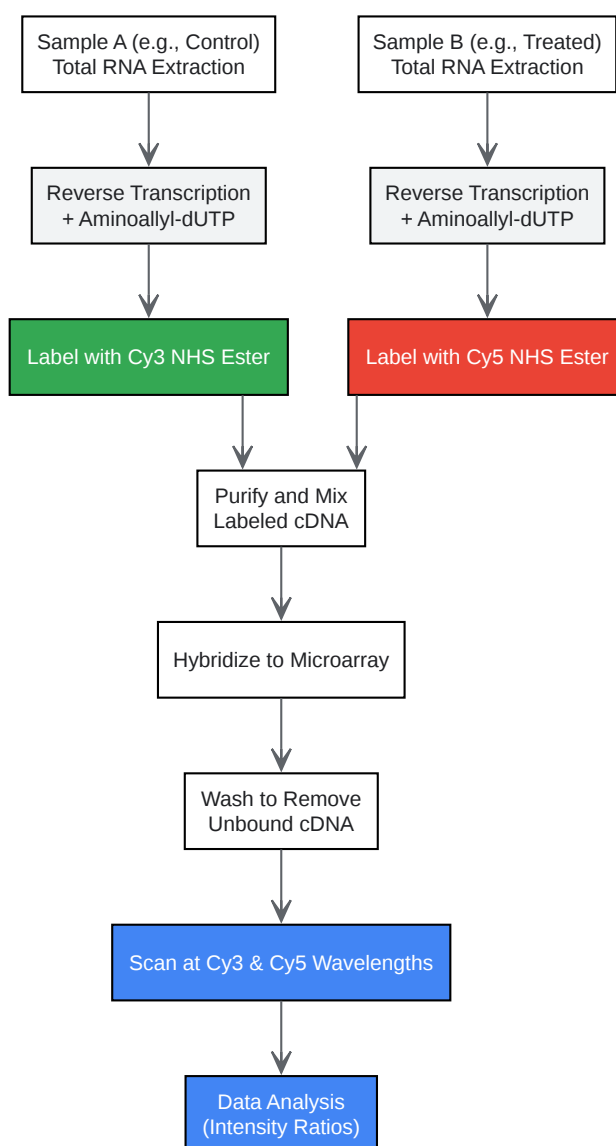 Sample A (e.g., Control)
Total RNA Extraction
Sample B (e.g., Treated)
Total RNA Extraction
Reverse Transcription
+ Aminoallyl-dUTP
Reverse Transcription
+ Aminoallyl-dUTP
Label with Cy3 NHS Ester
Label with Cy5 NHS Ester
Purify and Mix
Labeled cDNA
Hybridize to Microarray
Wash to Remove
Unbound cDNA
Scan at Cy3 & Cy5 Wavelengths
Data Analysis
(Intensity Ratios)